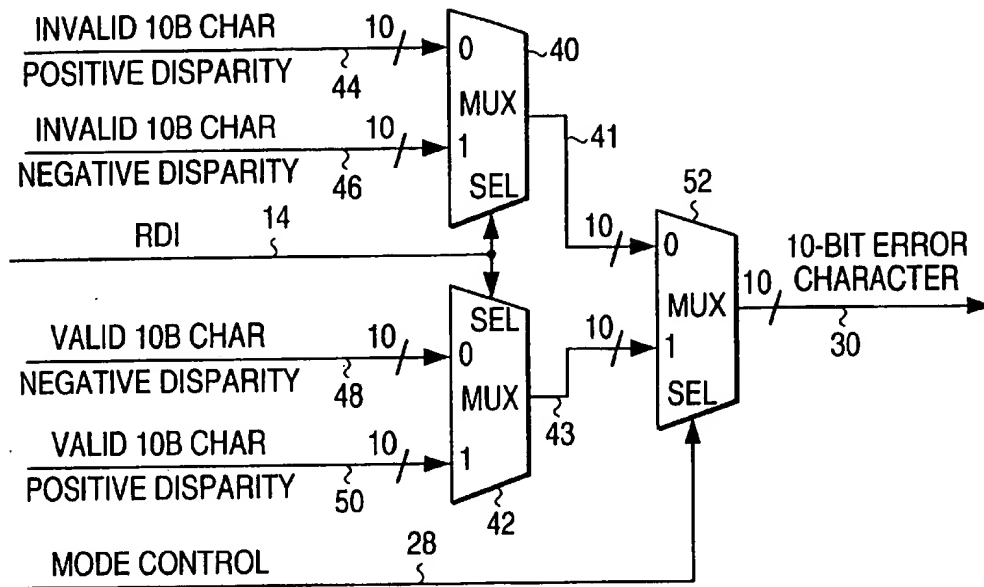 INVALID 10B CHAR
POSITIVE DISPARITY
44
10
0
40
INVALID 10B CHAR
NEGATIVE DISPARITY
46
10
1
MUX
SEL
41
RDI
14
52
10
0
10-BIT ERROR
CHARACTER
10
30
MUX
10
1
SEL
VALID 10B CHAR
NEGATIVE DISPARITY
48
10
SEL
0
MUX
43
VALID 10B CHAR
POSITIVE DISPARITY
50
10
1
42
MODE CONTROL
28